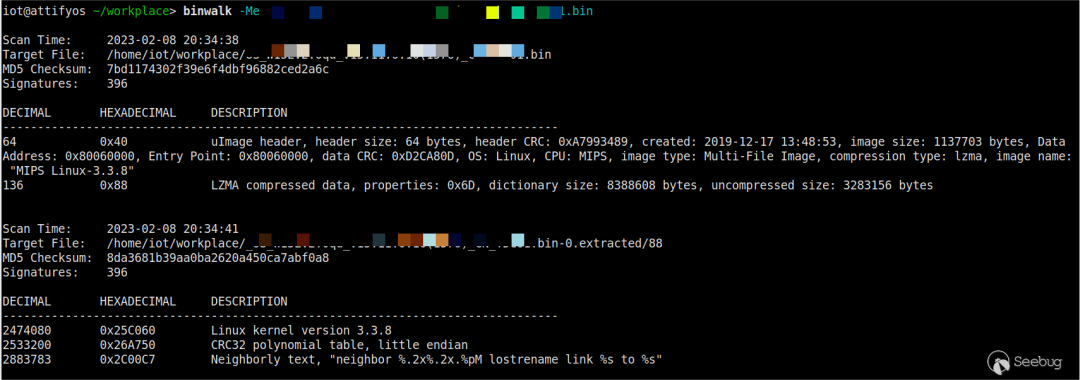 iot@attifyos ~/workplace> binwalk -Me 1.bin
Scan Time:     2023-02-08 20:34:38
Target File:   /home/iot/workplace/ .bin
MD5 Checksum:  7bd1174302f39e6f4dbf96882ced2a6c
Signatures:    396
DECIMAL       HEXADECIMAL     DESCRIPTION
--------------------------------------------------------------------------------
64            0x40            uImage header, header size: 64 bytes, header CRC: 0xA7993489, created: 2019-12-17 13:48:53, image size: 1137703 bytes, Data
Address: 0x80060000, Entry Point: 0x80060000, data CRC: 0xD2CA80D, OS: Linux, CPU: MIPS, image type: Multi-File Image, compression type: lzma, image name:
"MIPS Linux-3.3.8"
136           0x88            LZMA compressed data, properties: 0x6D, dictionary size: 8388608 bytes, uncompressed size: 3283156 bytes
Scan Time:     2023-02-08 20:34:41
Target File:   /home/iot/workplace/ .bin-0.extracted/88
MD5 Checksum:  8da3681b39aa0ba2620a450ca7abf0a8
Signatures:    396
DECIMAL       HEXADECIMAL     DESCRIPTION
--------------------------------------------------------------------------------
2474080       0x25C060        Linux kernel version 3.3.8
2533200       0x26A750        CRC32 polynomial table, little endian
2883783       0x2C00C7        Neighborly text, "neighbor %.2x%.2x.%pM lostrename link %s to %s"
Seebug